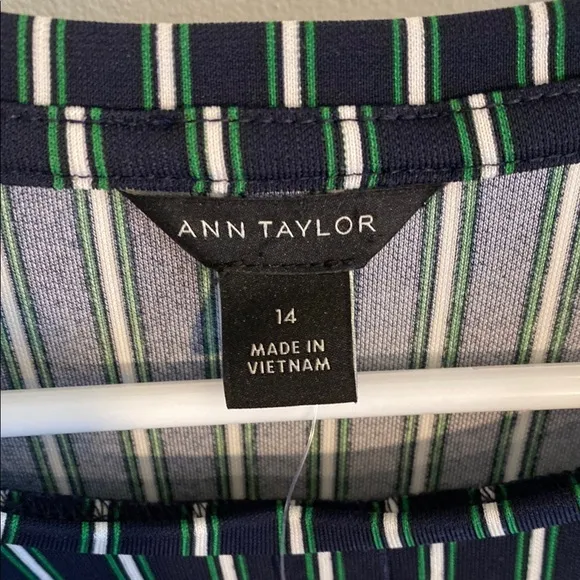 ANN TAYLOR
14
MADE IN
VIETNAM